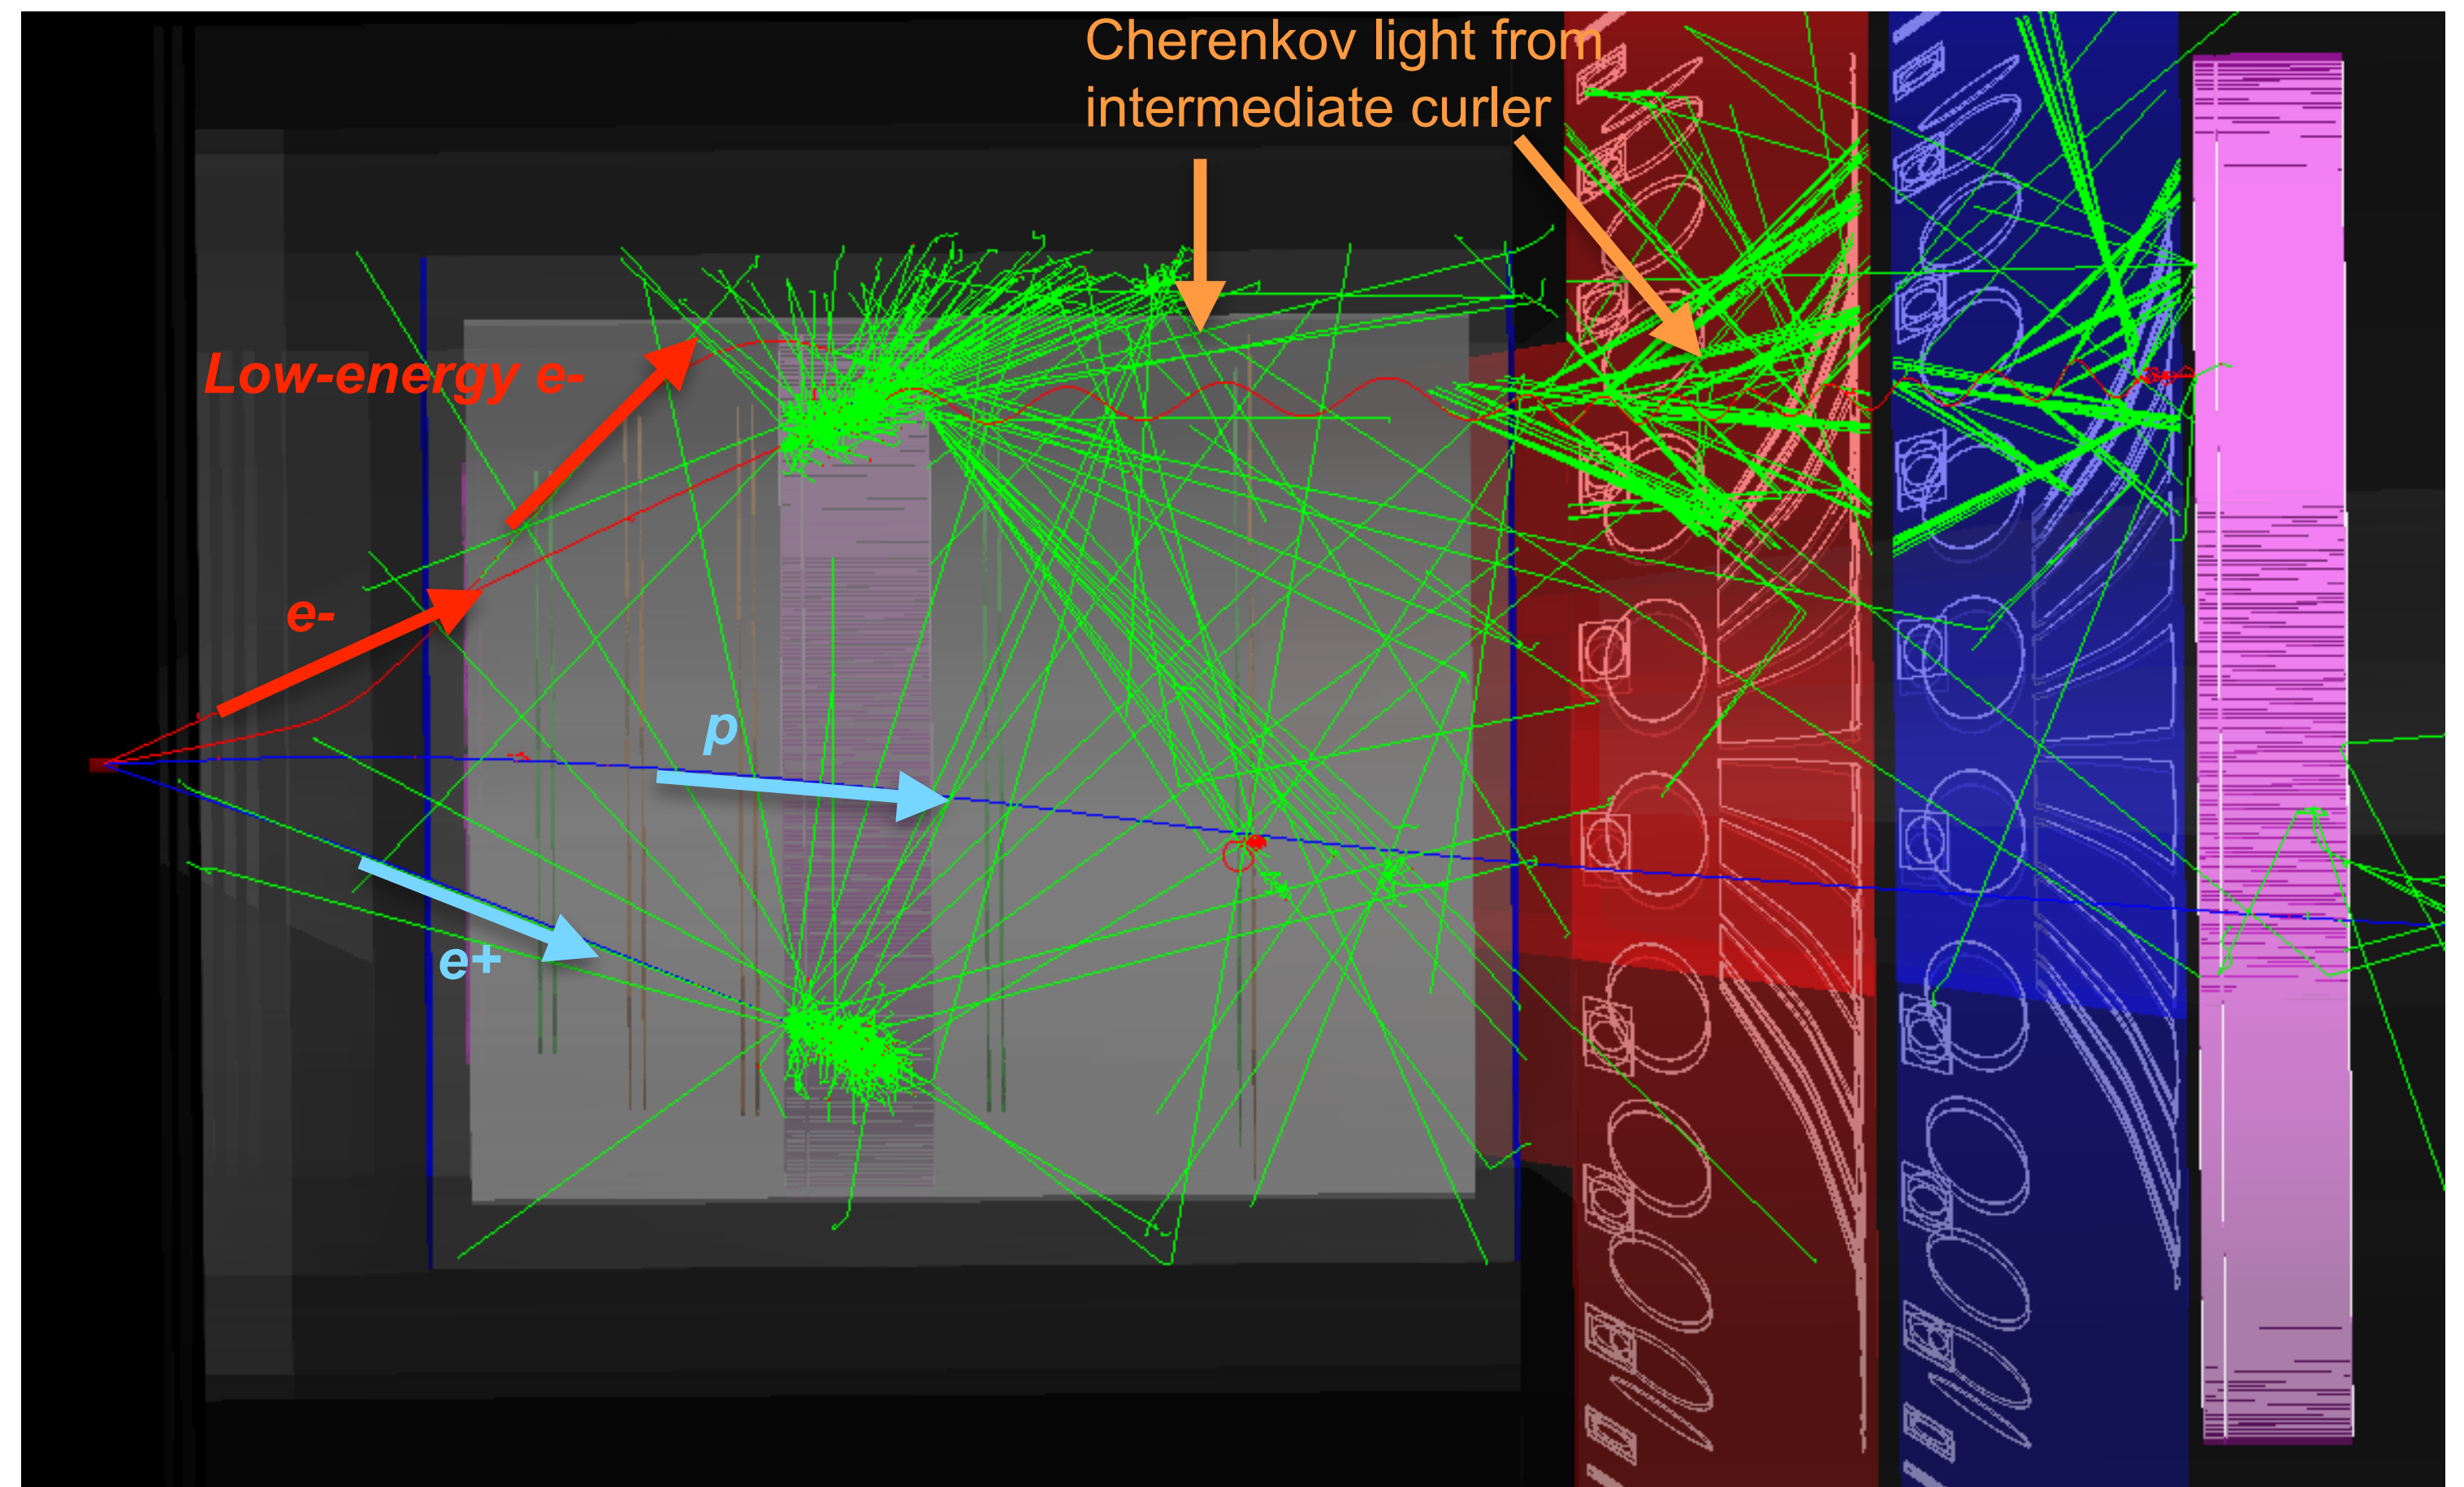 Cherenkov light from
intermediate curler
Low-energy e-
e-
p
e+